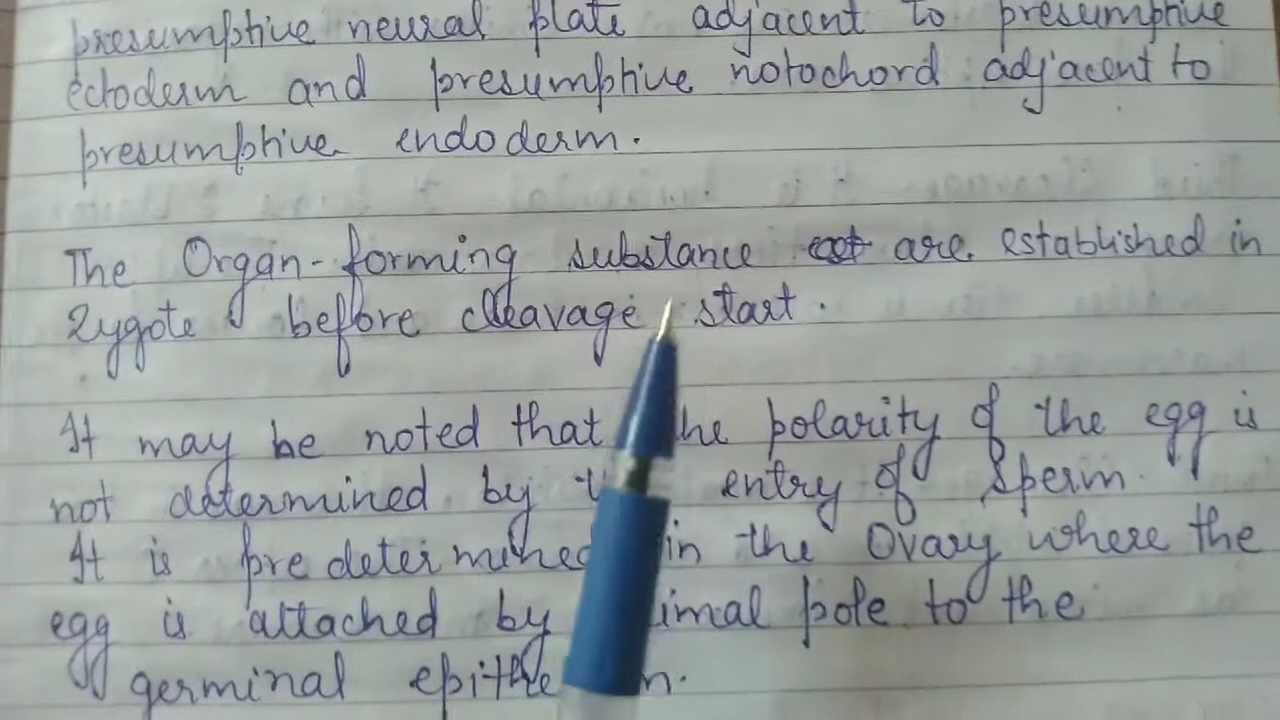 presumptive neural plate adjacent to presumptive
ectoderm and presumptive notochord adjacent to
presumptive endoderm.
The Organ-forming substance are established in
Zygote before cleavage start.
It may be noted that the polarity of the egg is
not determined by entry of sperm.
It is predetermined in the Ovary where the
egg is attached by pole to the
germinal